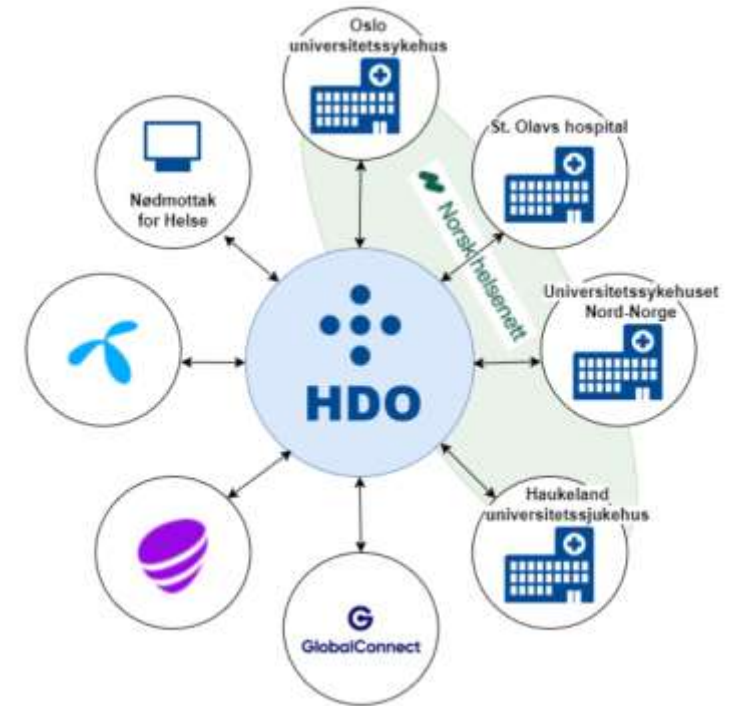 Oslo
universitetssykehus
St. Olavs hospital
Nødmottak
for Helse
Norsk helsenett
Universitetssykehuset
Nord-Norge
HDO
Haukeland
universitetssjukehus
GlobalConnect